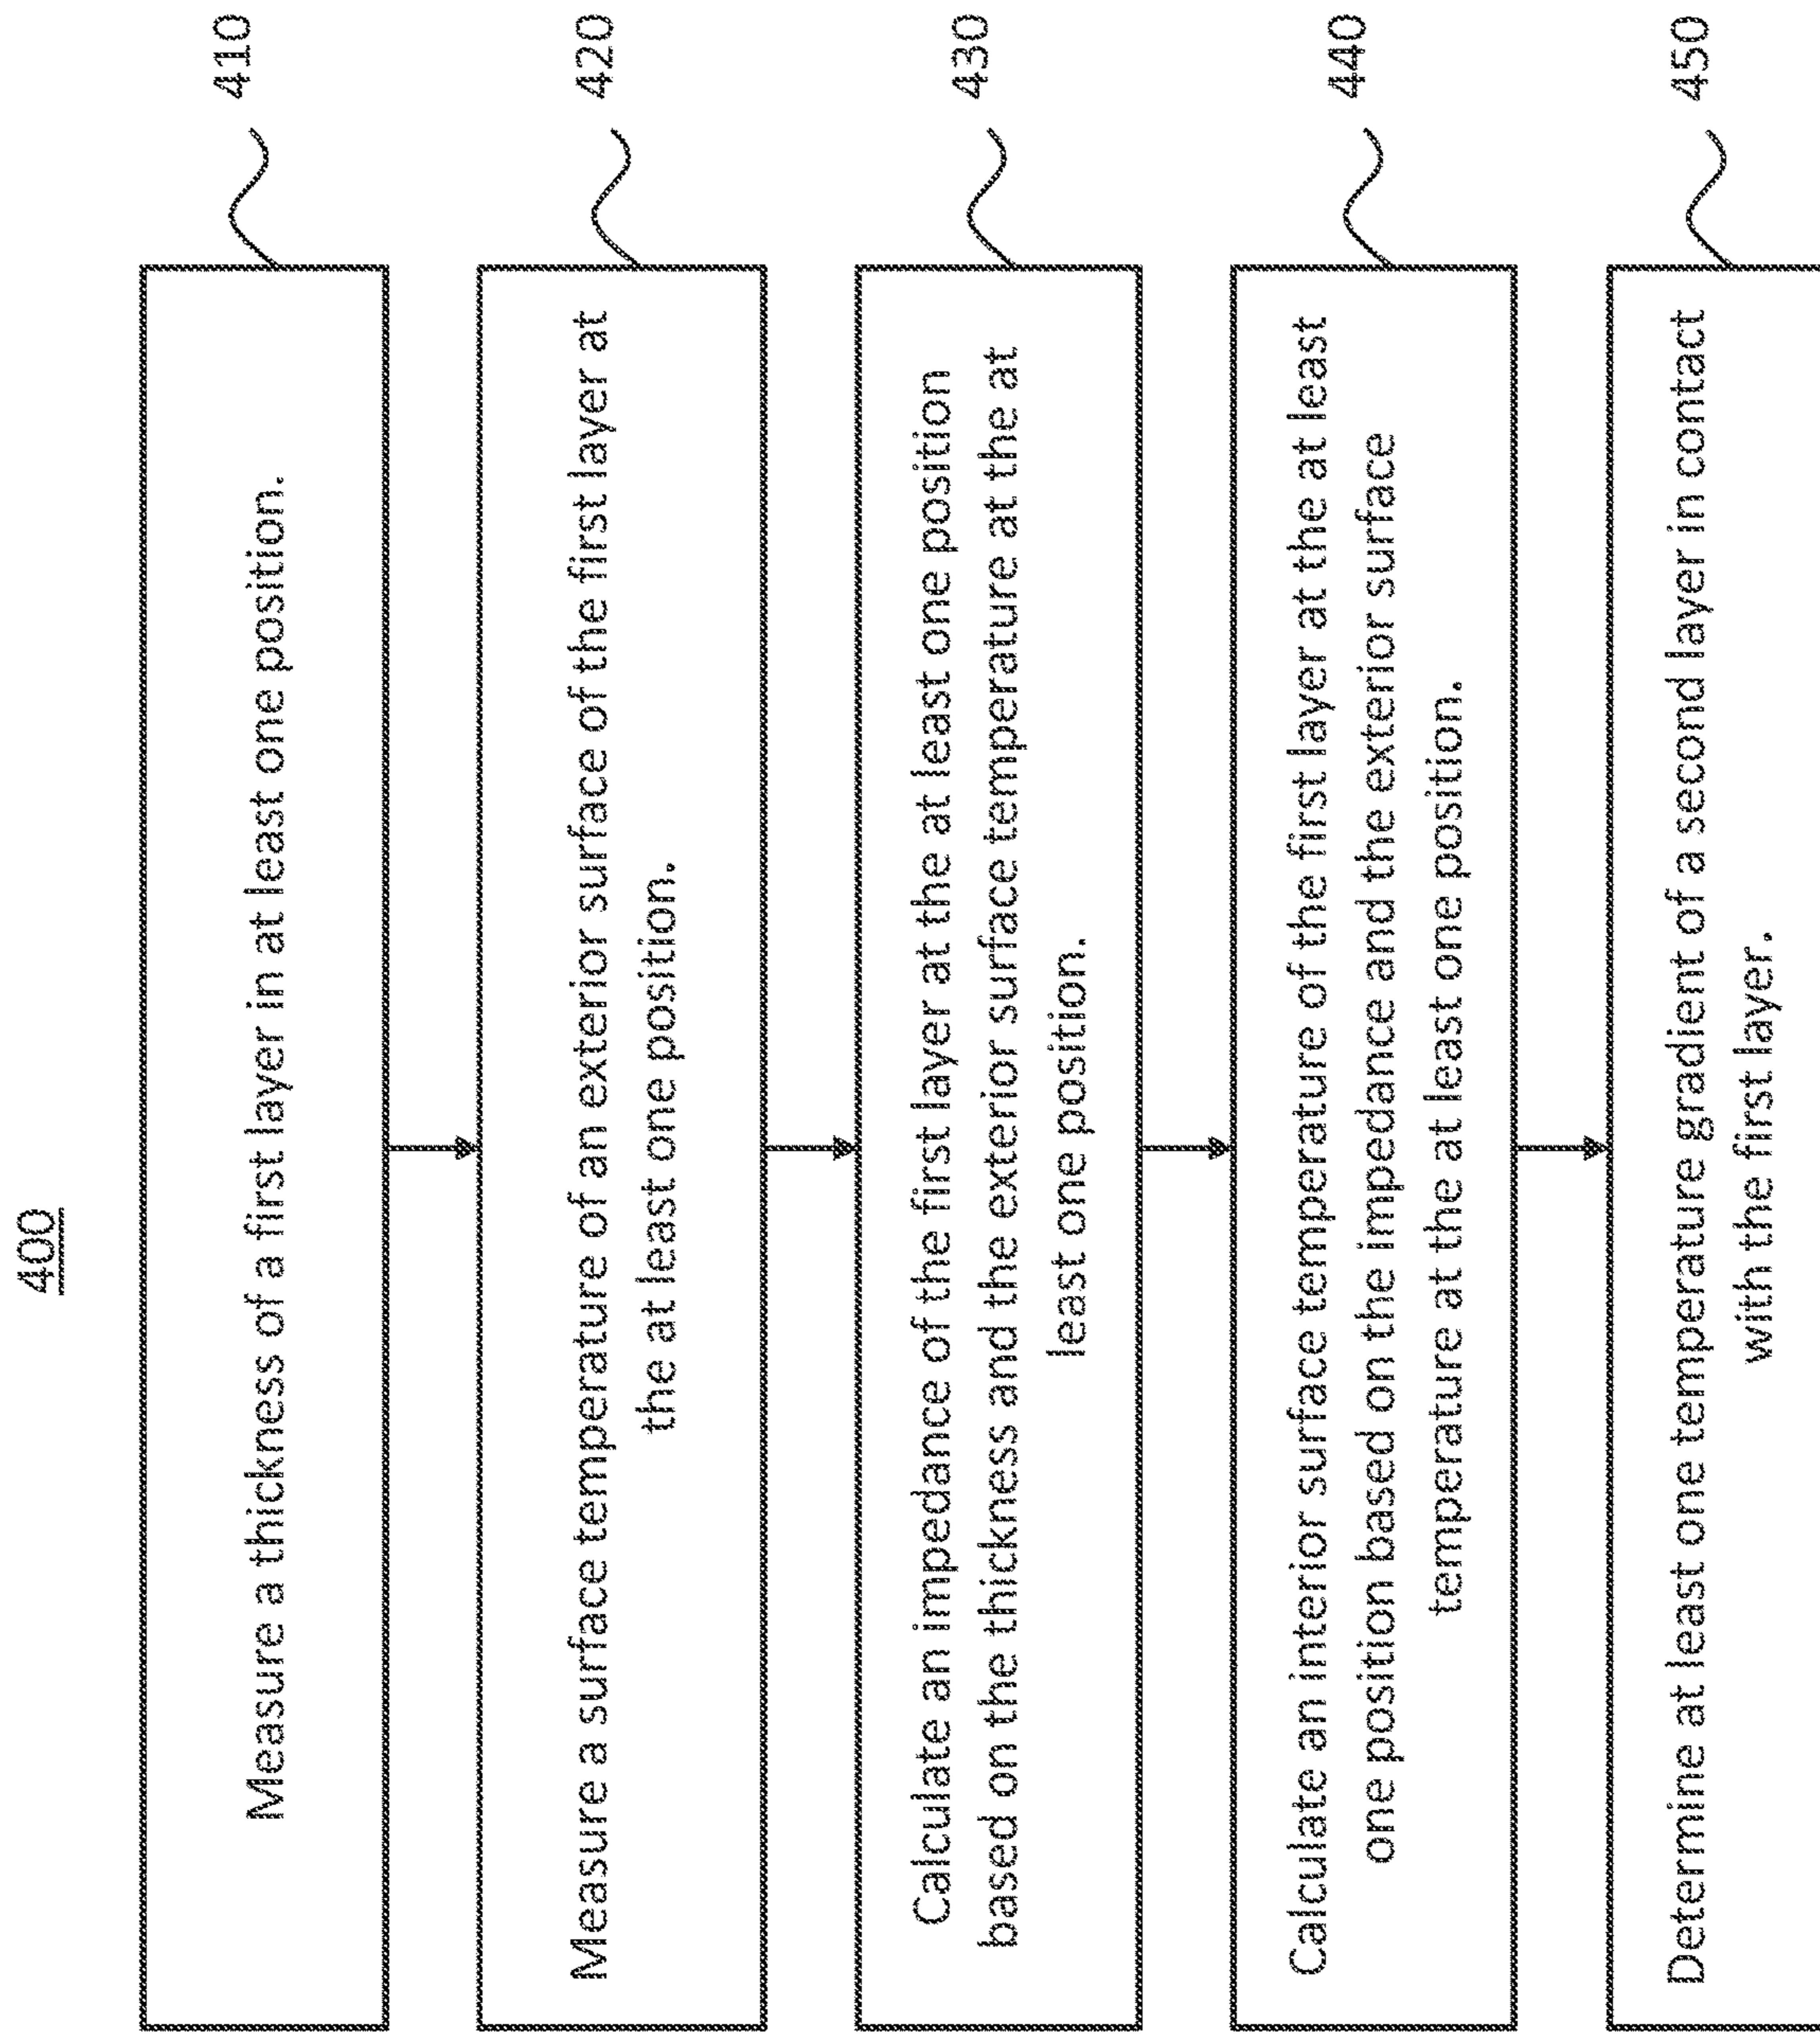 400
Measure a thickness of a first layer in at least one position.
410
Measure a surface temperature of an exterior surface of the first layer at
the at least one position.
420
Calculate an impedance of the first layer at the at least one position
based on the thickness and the exterior surface temperature at the at
least one position.
430
Calculate an interior surface temperature of the first layer at the at least
one position based on the impedance and the exterior surface
temperature at the at least one position.
440
Determine at least one temperature gradient of a second layer in contact
with the first layer.
450